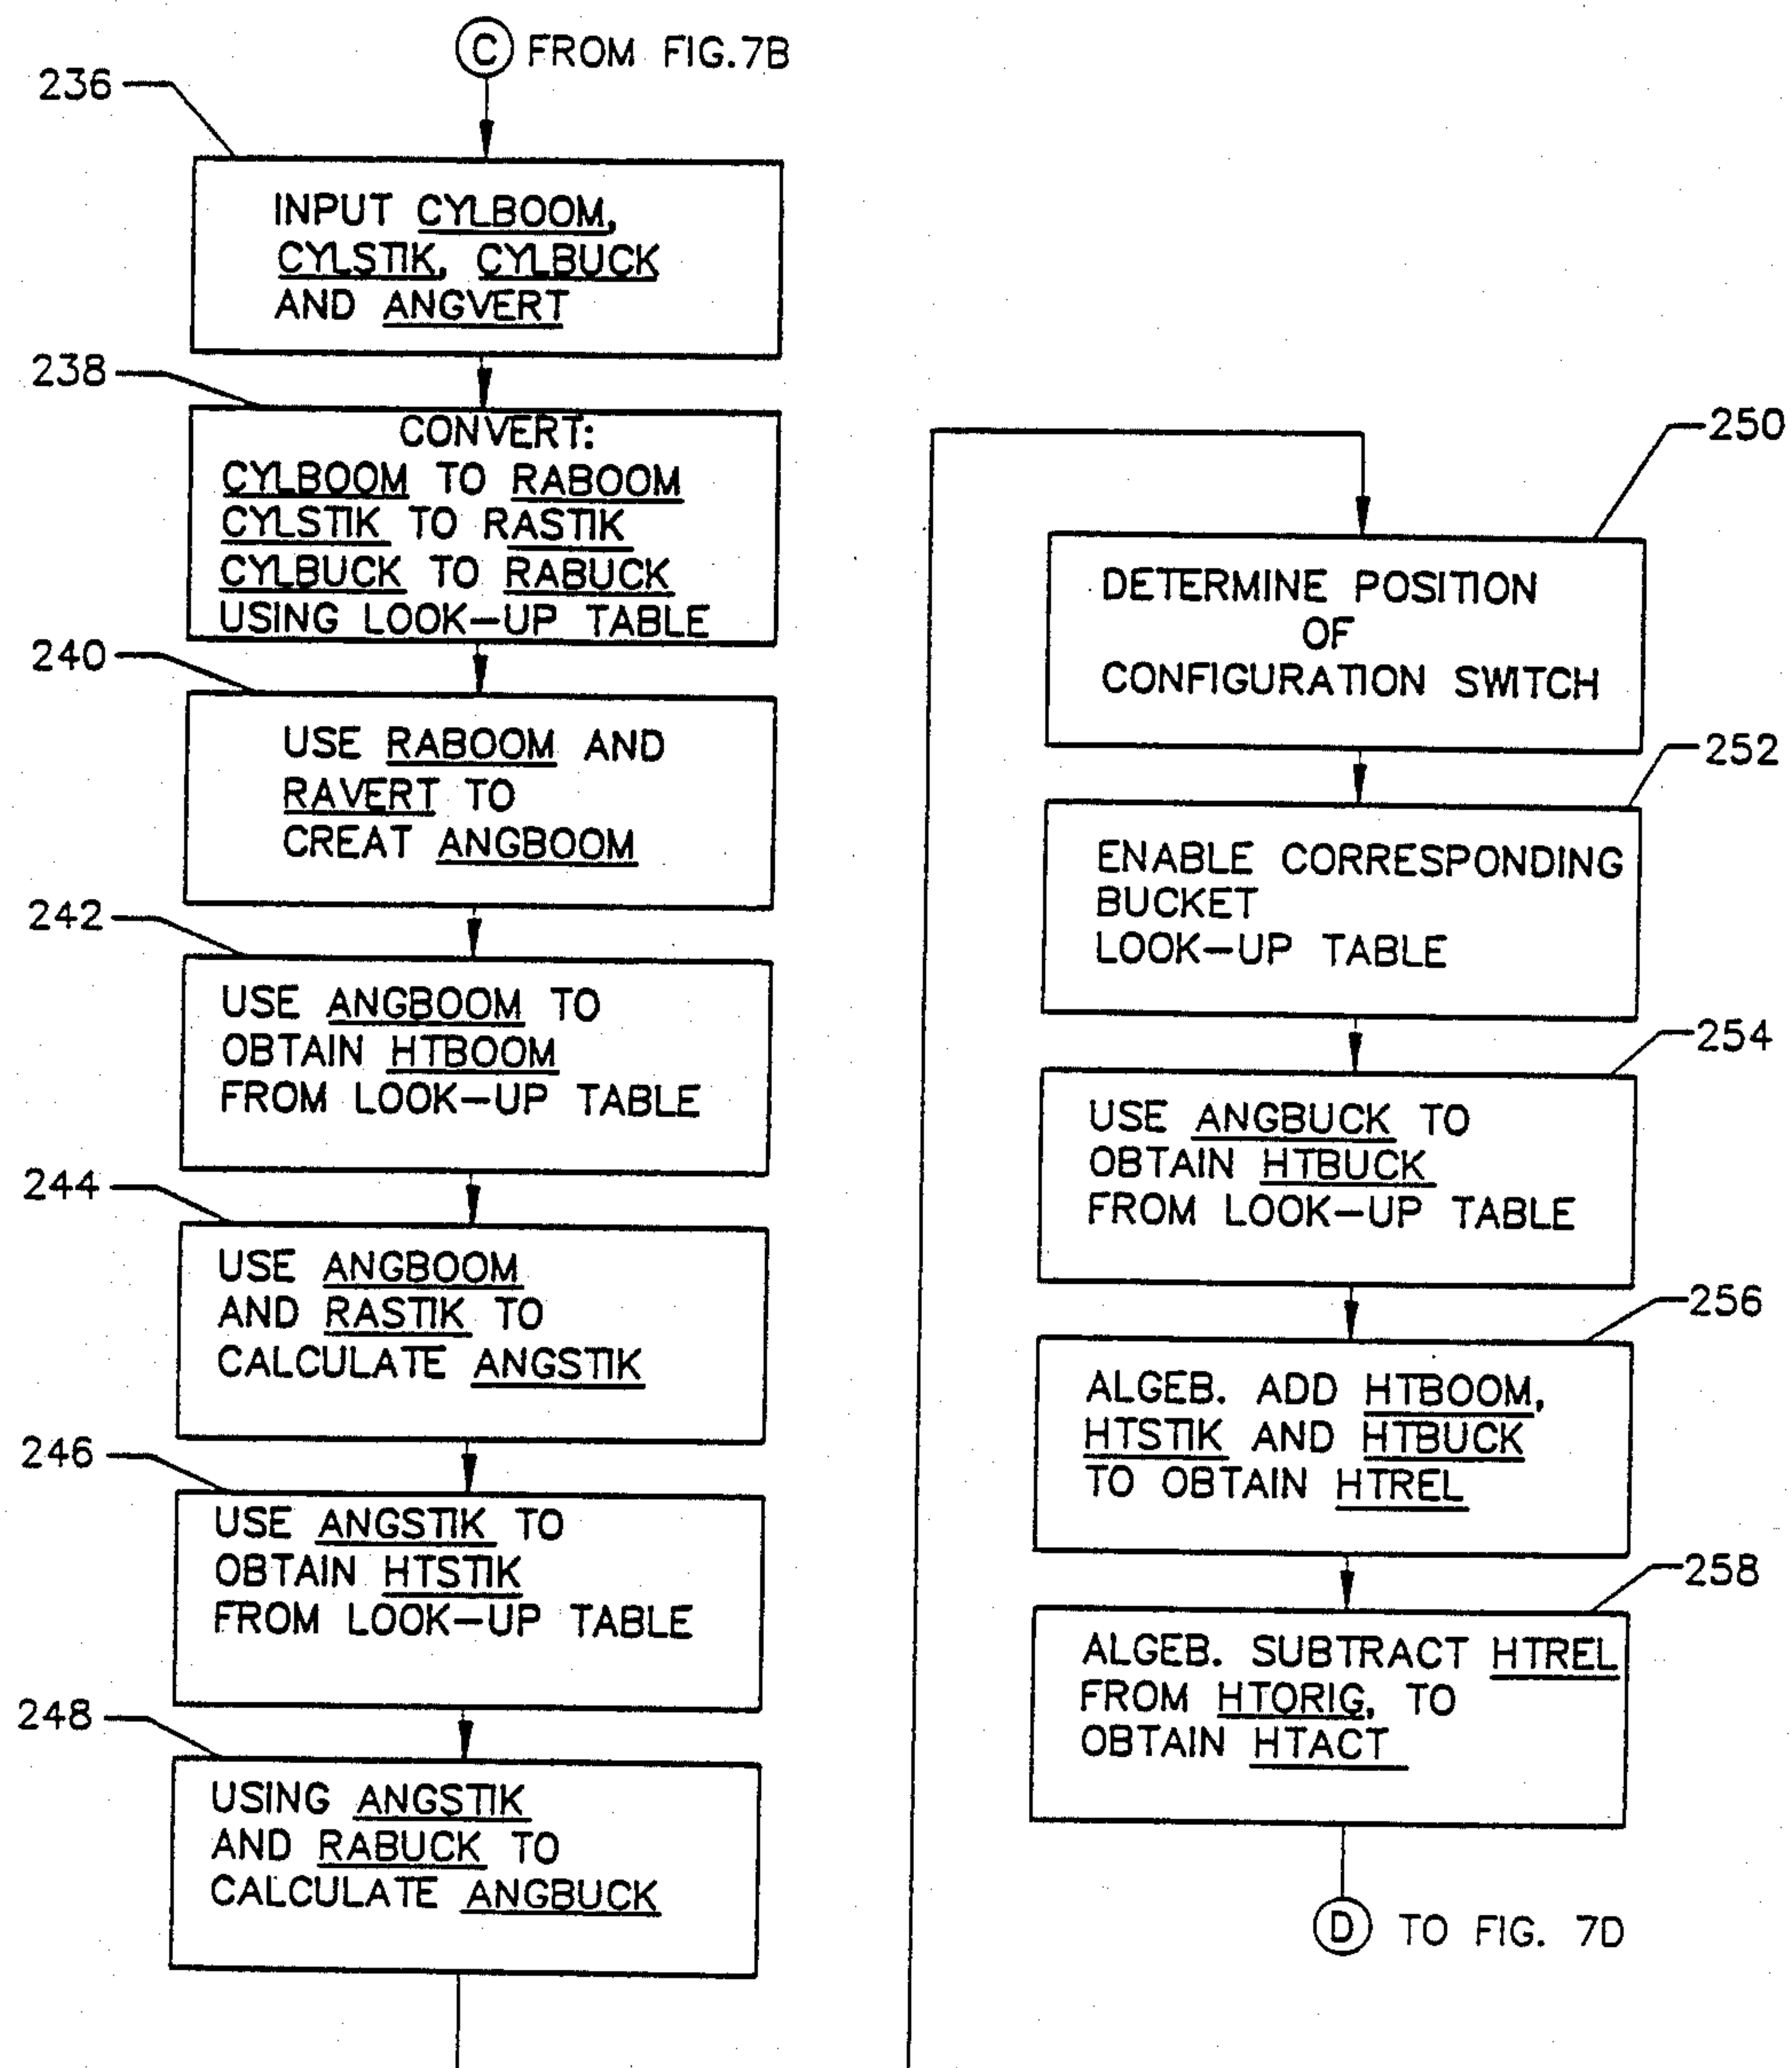 C FROM FIG.7B
236
INPUT CYLBOOM,
CYLSTIK, CYLBUCK
AND ANGVERT
238
CONVERT:
CYLBOOM TO RABOOM
CYLSTIK TO RASTIK
CYLBUCK TO RABUCK
USING LOOK-UP TABLE
240
USE RABOOM AND
RAVERT TO
CREAT ANGBOOM
242
USE ANGBOOM TO
OBTAIN HTBOOM
FROM LOOK-UP TABLE
244
USE ANGBOOM
AND RASTIK TO
CALCULATE ANGSTIK
246
USE ANGSTIK TO
OBTAIN HTSTIK
FROM LOOK-UP TABLE
248
USING ANGSTIK
AND RABUCK TO
CALCULATE ANGBUCK
250
DETERMINE POSITION
OF
CONFIGURATION SWITCH
252
ENABLE CORRESPONDING
BUCKET
LOOK-UP TABLE
254
USE ANGBUCK TO
OBTAIN HTBUCK
FROM LOOK-UP TABLE
256
ALGEB. ADD HTBOOM,
HTSTIK AND HTBUCK
TO OBTAIN HTREL
258
ALGEB. SUBTRACT HTREL
FROM HTORIG, TO
OBTAIN HTACT
D TO FIG. 7D